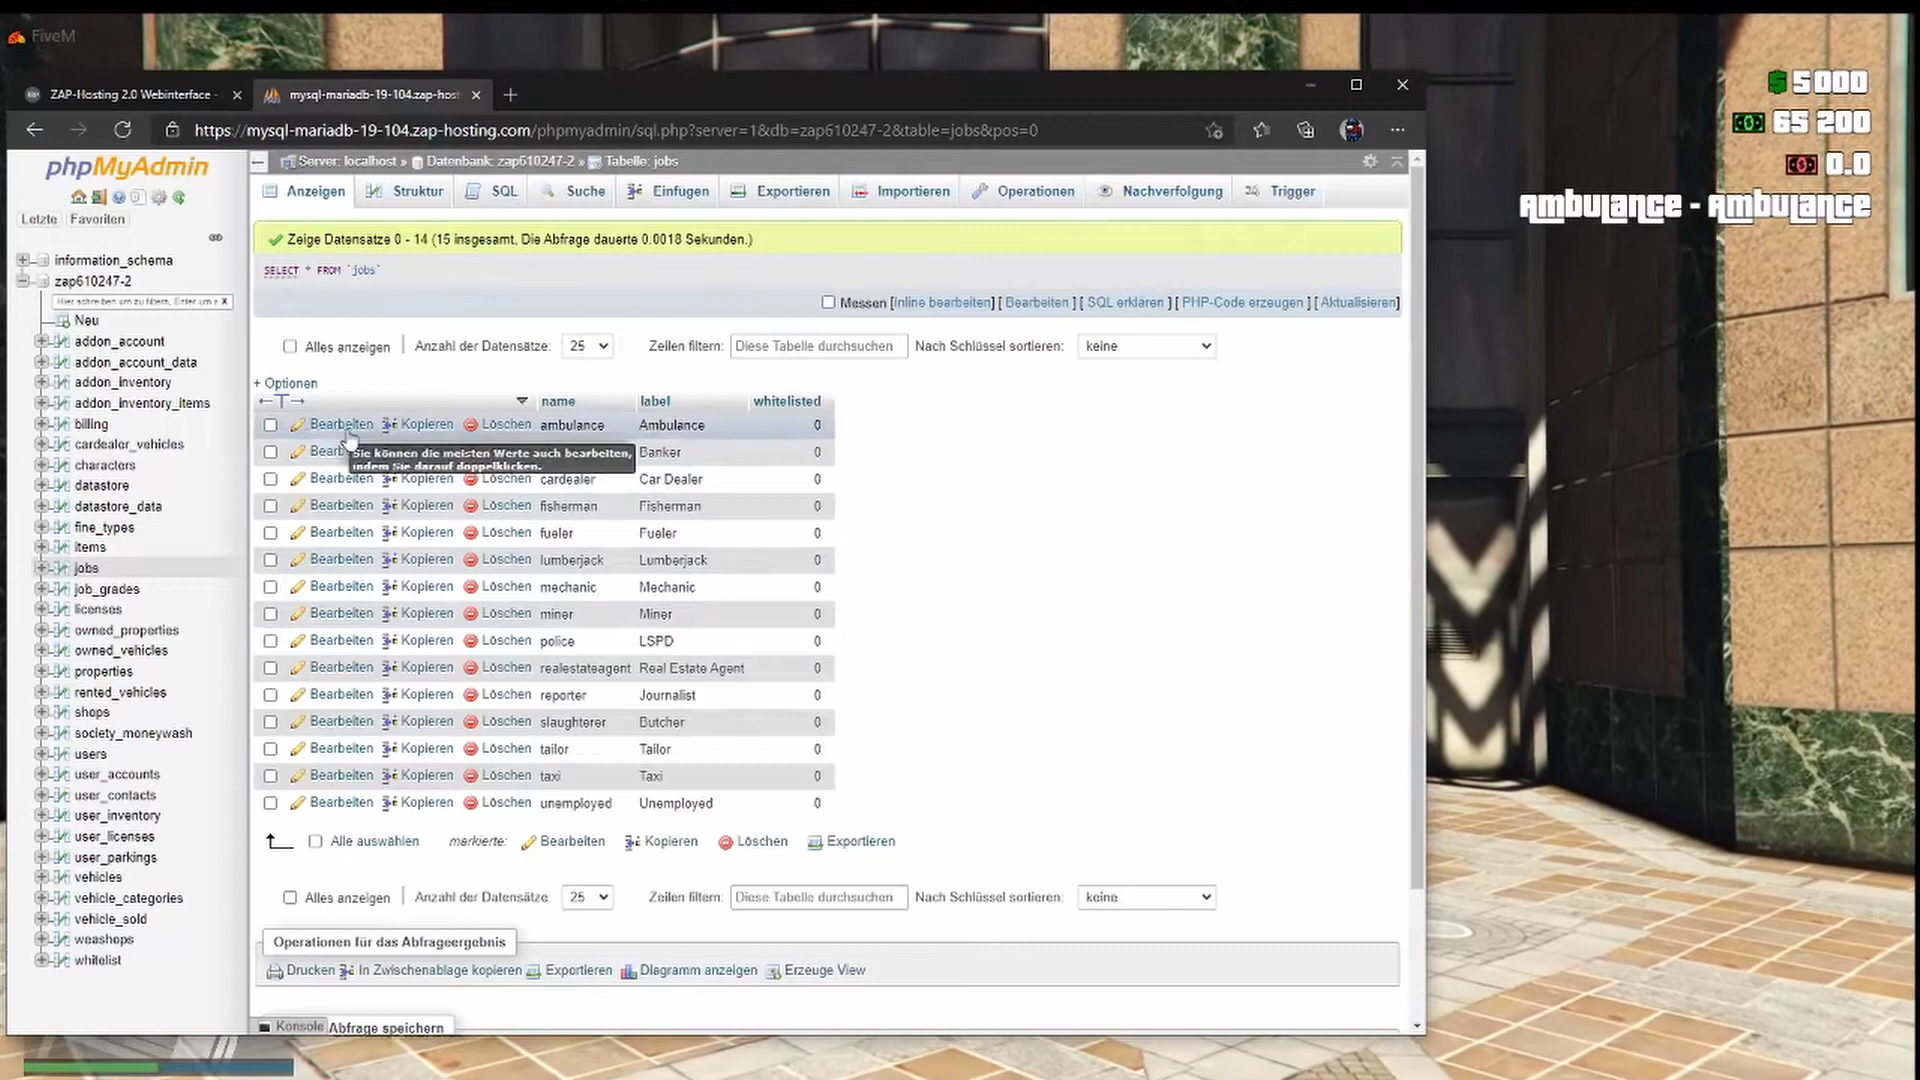 FiveM
ZAP-Hosting 2.0 Webinterface -
mysql-mariadb-19-104.zap-host
https://mysql-mariadb-19-104.zap-hosting.com/phpmyadmin/sql.php?server=1&db=zap610247-2&table=jobs&pos=0
$5 000
65 200
0.0
Ambulance - Ambulance
phpMyAdmin
Letzte Favoriten
information_schema
zap610247-2
Hier schreiben um zu filtern, Enter um s X
Neu
addon_account
addon_account_data
addon_inventory
addon_inventory_items
billing
cardealer_vehicles
characters
datastore
datastore_data
fine_types
items
jobs
job_grades
licenses
owned_properties
owned_vehicles
properties
rented_vehicles
shops
society_moneywash
users
user_accounts
user_contacts
user_inventory
user_licenses
user_parkings
vehicles
vehicle_categories
vehicle_sold
weashops
whitelist
Server: localhost » Datenbank: zap610247-2 » Tabelle: jobs
Anzeigen Struktur SQL Suche Einfügen Exportieren Importieren Operationen Nachverfolgung Trigger
Zeige Datensätze 0 - 14 (15 insgesamt, Die Abfrage dauerte 0.0018 Sekunden.)
SELECT * FROM `jobs`
Messen [Inline bearbeiten] [ Bearbeiten ] [ SQL erklären ] [ PHP-Code erzeugen ] [ Aktualisieren]
Alles anzeigen Anzahl der Datensätze: 25 Zeilen filtern: Diese Tabelle durchsuchen Nach Schlüssel sortieren: keine
+ Optionen
←T→ name label whitelisted
Bearbeiten Kopieren Löschen ambulance Ambulance 0
Sie können die meisten Werte auch bearbeiten,
indem Sie darauf doppelklicken.
Banker 0
Bearbeiten Kopieren Löschen cardealer Car Dealer 0
Bearbeiten Kopieren Löschen fisherman Fisherman 0
Bearbeiten Kopieren Löschen fueler Fueler 0
Bearbeiten Kopieren Löschen lumberjack Lumberjack 0
Bearbeiten Kopieren Löschen mechanic Mechanic 0
Bearbeiten Kopieren Löschen miner Miner 0
Bearbeiten Kopieren Löschen police LSPD 0
Bearbeiten Kopieren Löschen realestateagent Real Estate Agent 0
Bearbeiten Kopieren Löschen reporter Journalist 0
Bearbeiten Kopieren Löschen slaughterer Butcher 0
Bearbeiten Kopieren Löschen tailor Tailor 0
Bearbeiten Kopieren Löschen taxi Taxi 0
Bearbeiten Kopieren Löschen unemployed Unemployed 0
Alle auswählen markierte: Bearbeiten Kopieren Löschen Exportieren
Alles anzeigen Anzahl der Datensätze 25 Zeilen filtern: Diese Tabelle durchsuchen Nach Schlüssel sortieren: keine
Operationen für das Abfrageergebnis
Drucken In Zwischenablage kopieren Exportieren Diagramm anzeigen Erzeuge View
Konsole Abfrage speichern